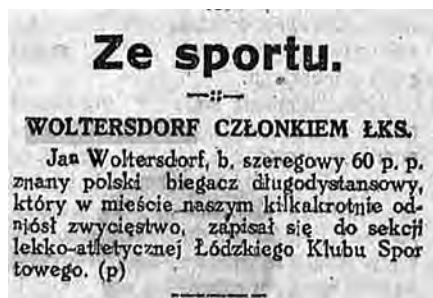 Ze sportu.
WOLTERSDORF CZŁONKIEM ŁKS.
Jan Woltersdorf, b. szeregowy 60 p. p.
znany polski biegacz długodystansowy,
który w mieście naszym kilkakrotnie od-
niósł zwycięstwo, zapisał się do sekcji
lekko-atletycznej Łódzkiego Klubu Spor
towego. (p)